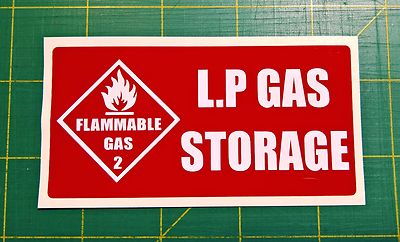 FLAMMABLE
GAS
2
L.P GAS
STORAGE